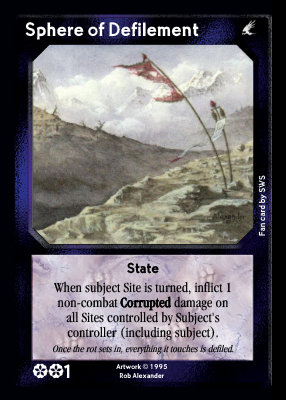 Sphere of Defilement
Alexander
Fan card by SWS
State
When subject Site is turned, inflict 1
non-combat Corrupted damage on
all Sites controlled by Subject's
controller (including subject).
Once the rot sets in, everything it touches is defiled.
1
Artwork © 1995
Rob Alexander